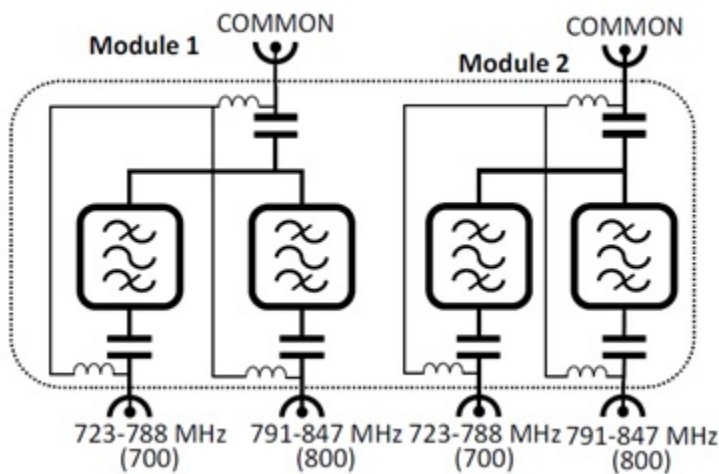 COMMON
COMMON
Module 1
Module 2
723-788 MHz
(700)
791-847 MHz
(800)
723-788 MHz
(700)
791-847 MHz
(800)